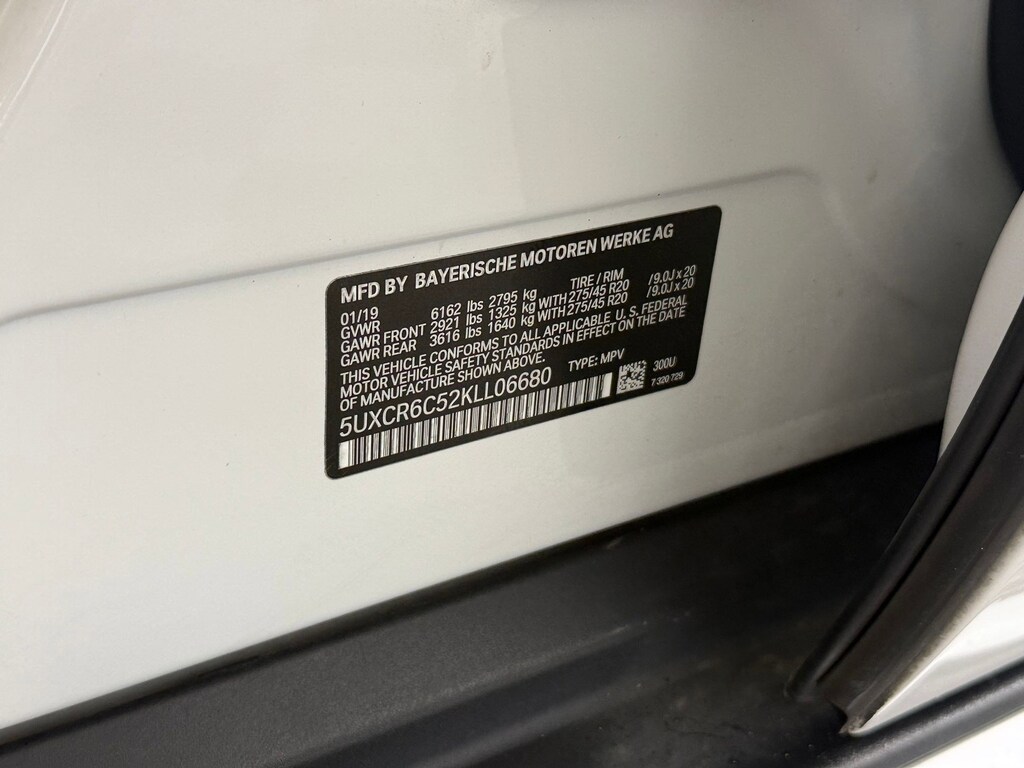 MFD BY BAYERISCHE MOTOREN WERKE AG
01/19 TIRE / RIM
GVWR 6162 lbs 2795 kg
GAWR FRONT 2921 lbs 1325 kg WITH 275/45 R20 /9.0J x 20
GAWR REAR 3616 lbs 1640 kg WITH 275/45 R20 /9.0J x 20
THIS VEHICLE CONFORMS TO ALL APPLICABLE U.S. FEDERAL
MOTOR VEHICLE SAFETY STANDARDS IN EFFECT ON THE DATE
OF MANUFACTURE SHOWN ABOVE. TYPE: MPV
5UXCR6C52KLL06680
300U
7 320 729